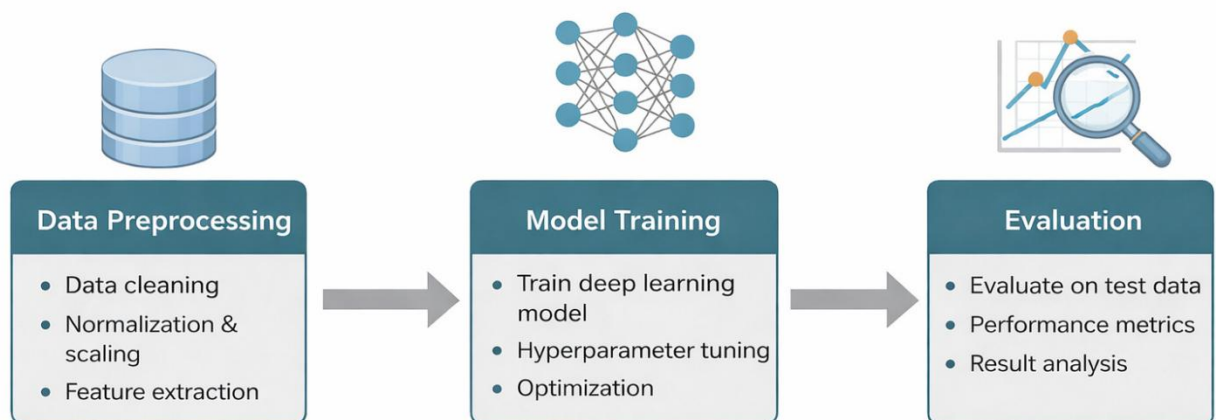 Data Preprocessing
• Data cleaning
• Normalization &
scaling
• Feature extraction
Model Training
• Train deep learning
model
• Hyperparameter tuning
• Optimization
Evaluation
• Evaluate on test data
• Performance metrics
• Result analysis